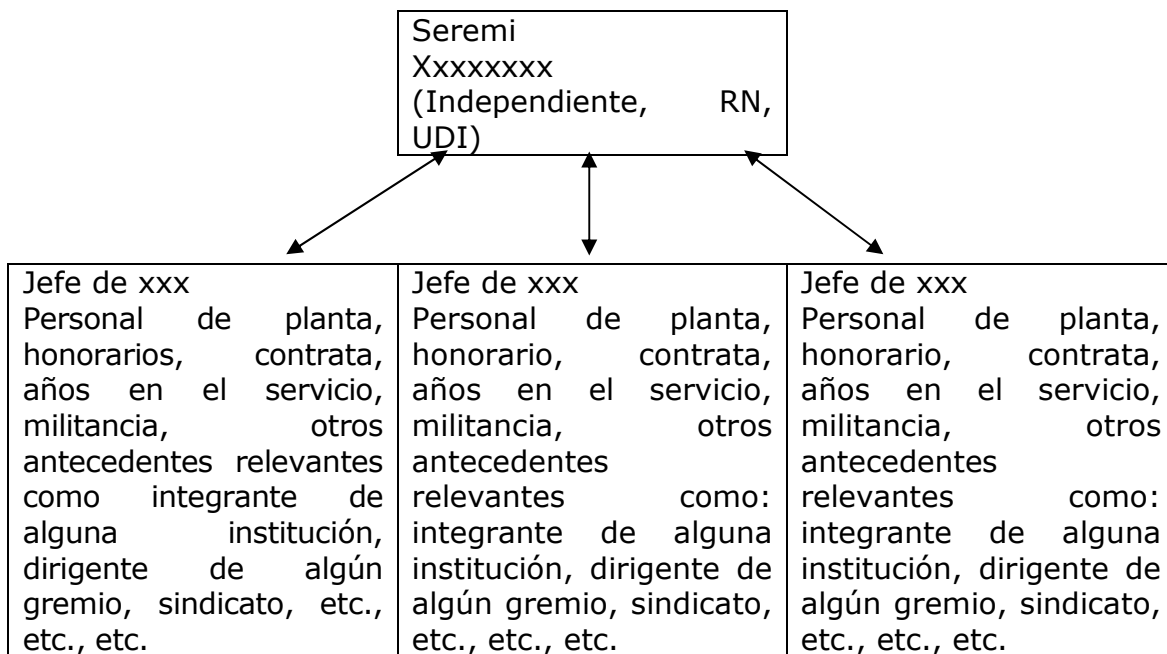 Seremi
Xxxxxxxx
(Independiente, RN,
UDI)
Jefe de xxx
Personal de planta,
honorarios, contrata,
años en el servicio,
militancia, otros
antecedentes relevantes
como integrante de
alguna institución,
dirigente de algún
gremio, sindicato, etc.,
etc., etc.
Jefe de xxx
Personal de planta,
honorario, contrata,
años en el servicio,
militancia, otros
antecedentes
relevantes como:
integrante de alguna
institución, dirigente de
algún gremio, sindicato,
etc., etc., etc.
Jefe de xxx
Personal de planta,
honorario, contrata,
años en el servicio,
militancia, otros
antecedentes
relevantes como:
integrante de alguna
institución, dirigente de
algún gremio, sindicato,
etc., etc., etc.